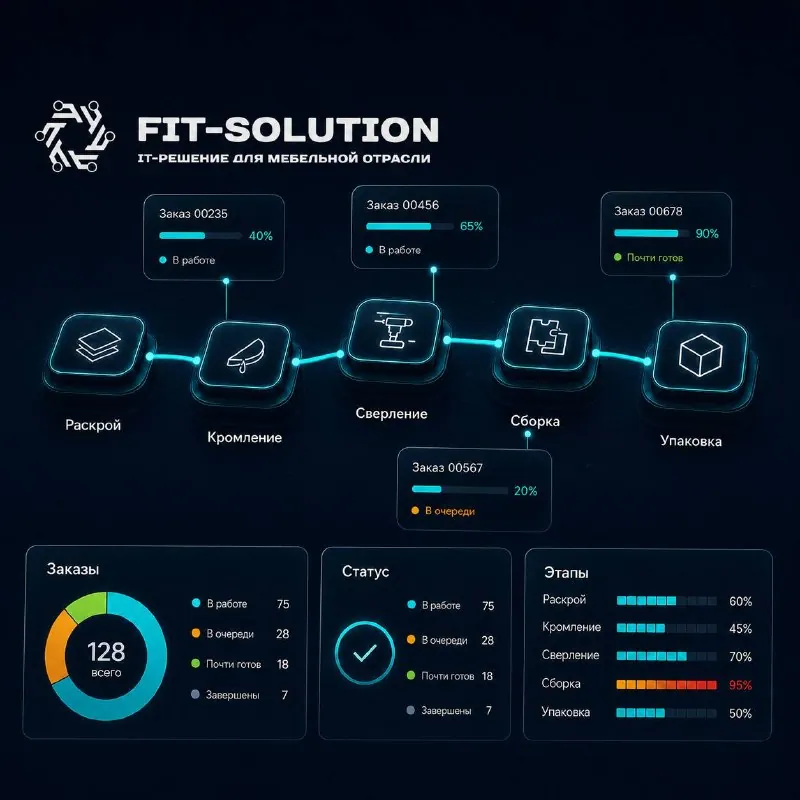 FIT-SOLUTION
IT-РЕШЕНИЕ ДЛЯ МЕБЕЛЬНОЙ ОТРАСЛИ
Заказ 00235
40%
В работе
Заказ 00456
65%
В работе
Заказ 00678
90%
Почти готов
Раскрой
Кромление
Сверление
Сборка
Упаковка
Заказ 00567
20%
В очереди
Заказы
128
всего
В работе 75
В очереди 28
Почти готов 18
Завершены 7
Статус
В работе 75
В очереди 28
Почти готов 18
Завершены 7
Этапы
Раскрой 60%
Кромление 45%
Сверление 70%
Сборка 95%
Упаковка 50%